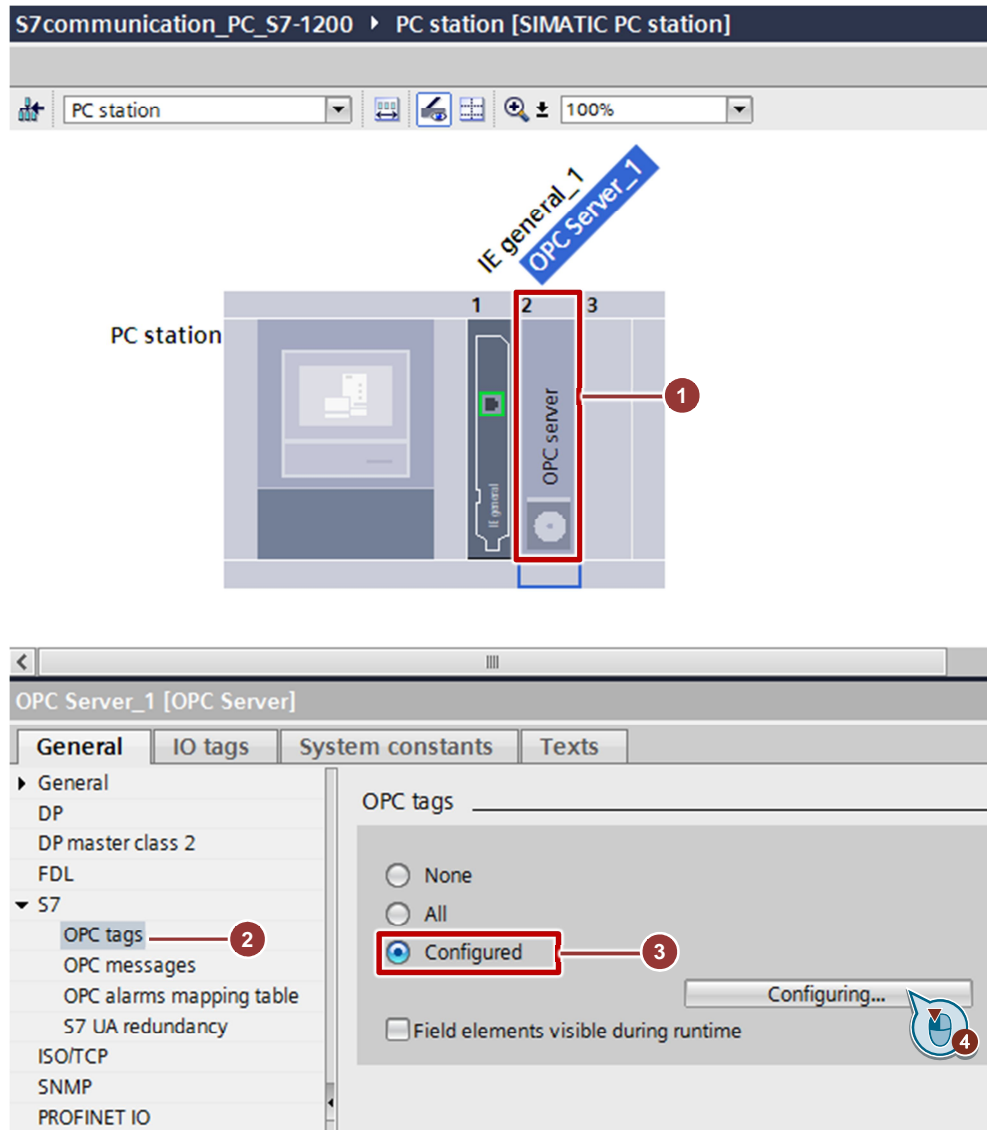 S7communication_PC_S7-1200 ▸ PC station [SIMATIC PC station]
PC station 100%
IE general_1
OPC Server_1
1 2 3
PC station
OPC server
IE general
1
OPC Server_1 [OPC Server]
General IO tags System constants Texts
General
DP
DP master class 2
FDL
S7
OPC tags 2
OPC messages
OPC alarms mapping table
S7 UA redundancy
ISO/TCP
SNMP
PROFINET IO
OPC tags
None
All
Configured 3
Configuring...
4
Field elements visible during runtime